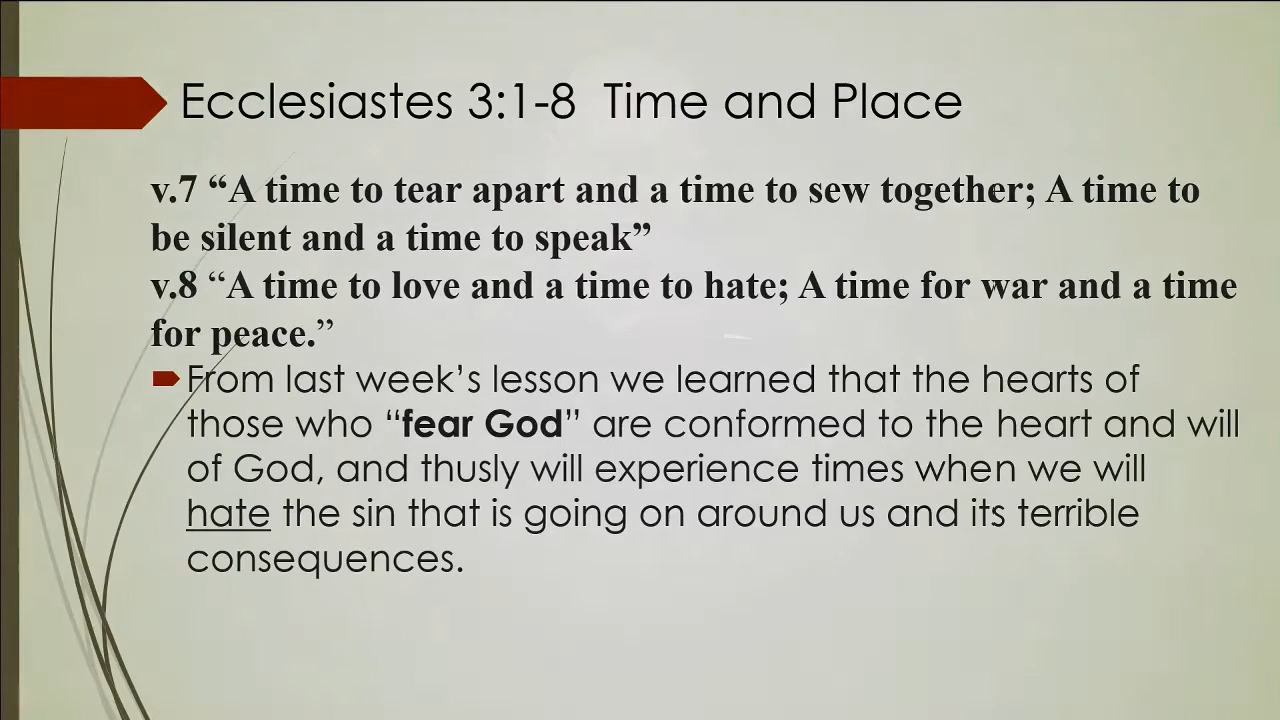 Ecclesiastes 3:1-8  Time and Place
v.7 “A time to tear apart and a time to sew together; A time to
be silent and a time to speak”
v.8 “A time to love and a time to hate; A time for war and a time
for peace.”
From last week’s lesson we learned that the hearts of
those who “fear God” are conformed to the heart and will
of God, and thusly will experience times when we will
hate the sin that is going on around us and its terrible
consequences.